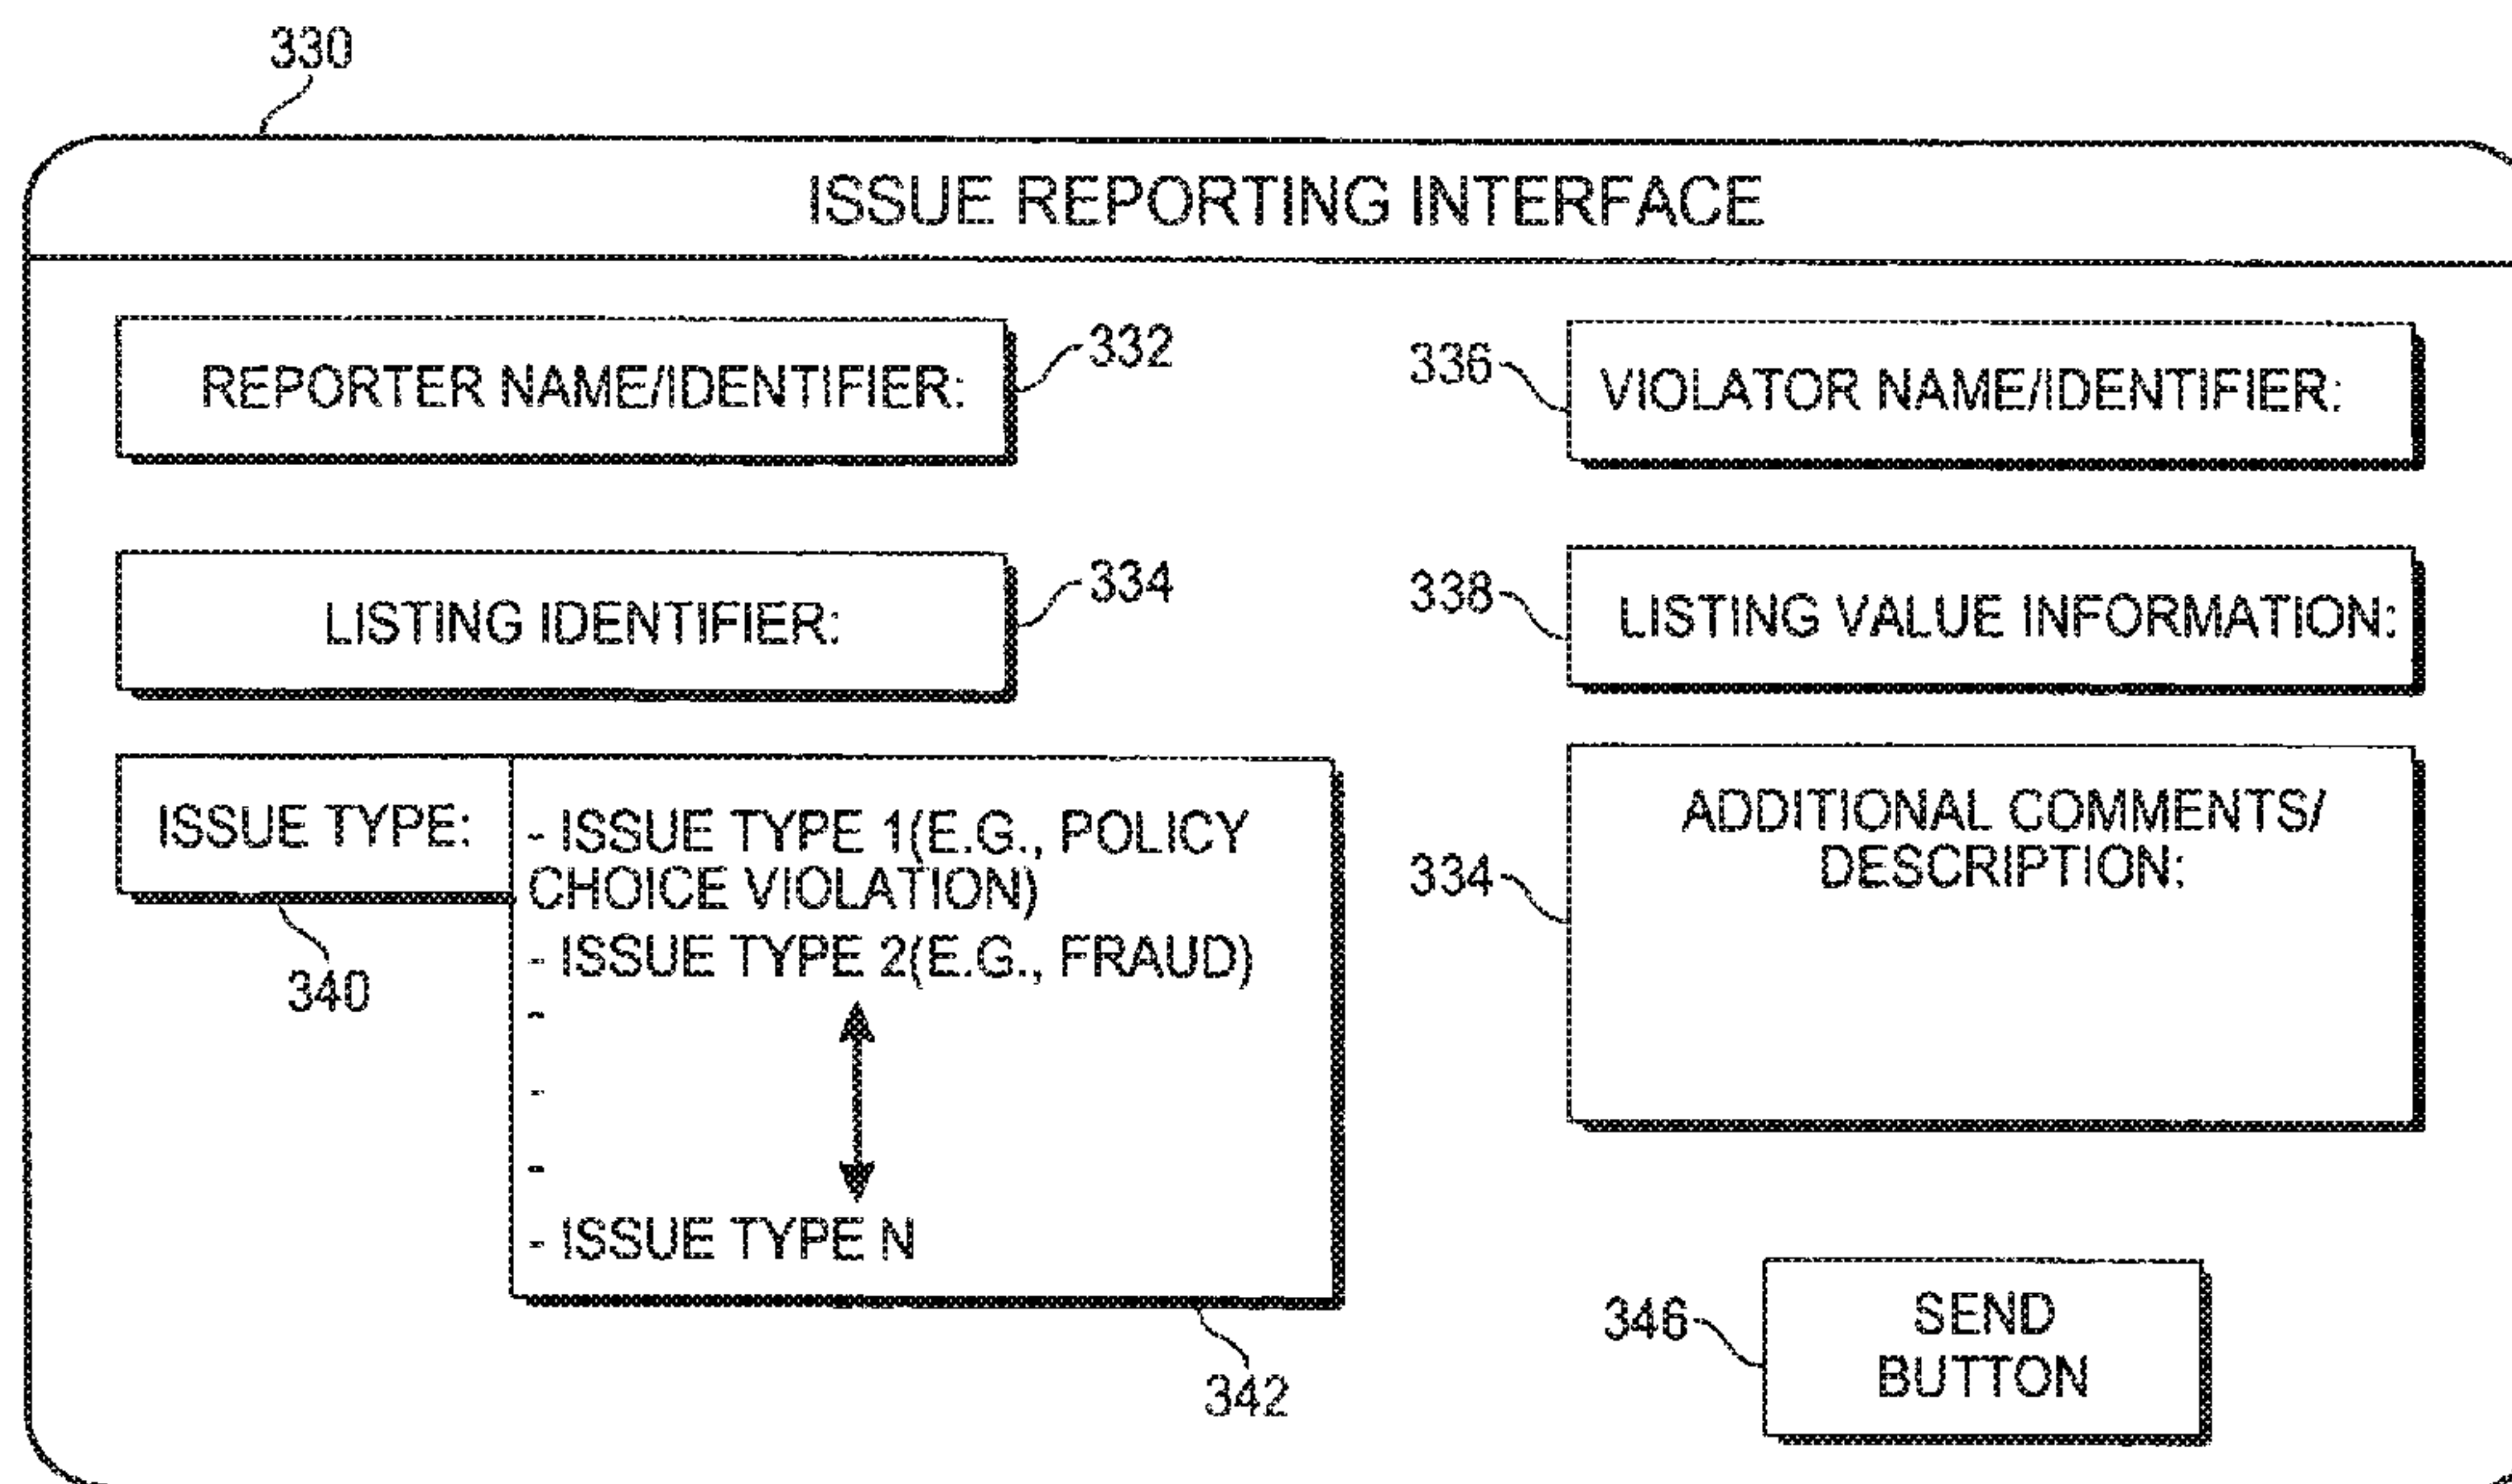 330
ISSUE REPORTING INTERFACE
REPORTER NAME/IDENTIFIER:
332
336
VIOLATOR NAME/IDENTIFIER:
LISTING IDENTIFIER:
334
338
LISTING VALUE INFORMATION:
ISSUE TYPE:
340
- ISSUE TYPE 1(E.G., POLICY
CHOICE VIOLATION)
- ISSUE TYPE 2(E.G., FRAUD)
-
-
-
- ISSUE TYPE N
342
334
ADDITIONAL COMMENTS/
DESCRIPTION:
346
SEND
BUTTON